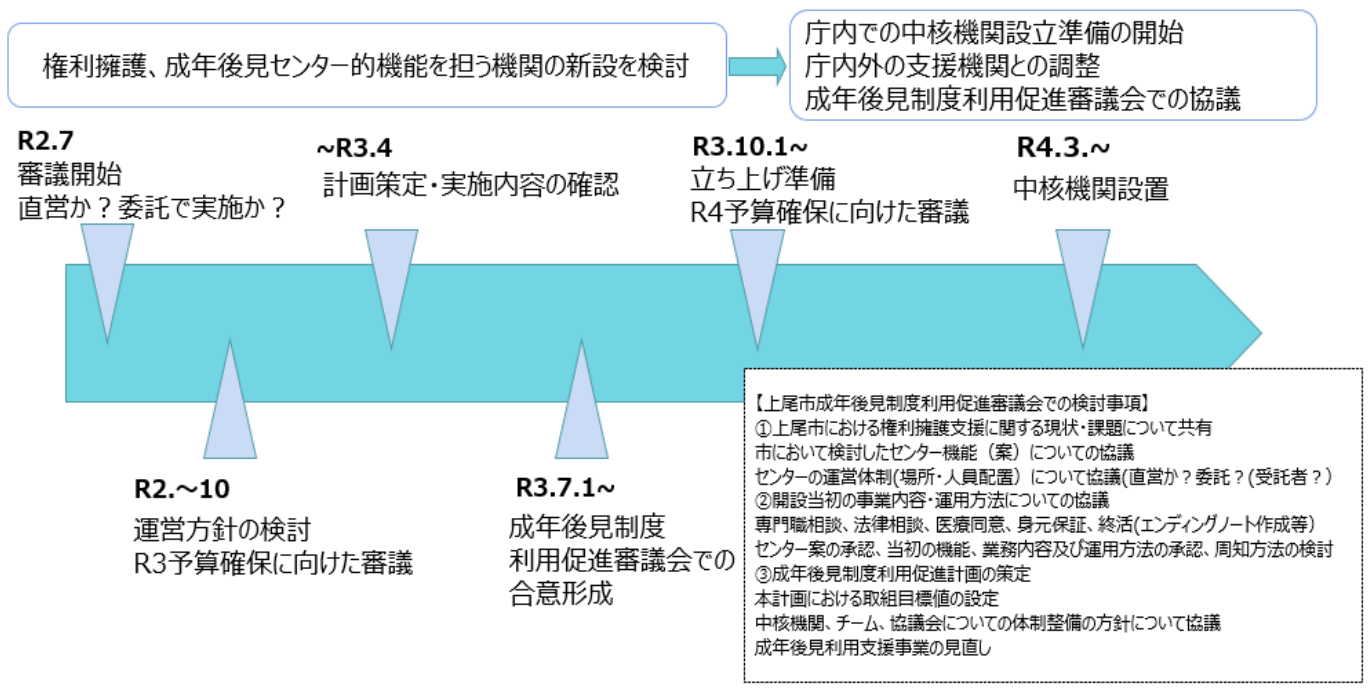 権利擁護、成年後見センター的機能を担う機関の新設を検討
庁内での中核機関設立準備の開始
庁内外の支援機関との調整
成年後見制度利用促進審議会での協議
R2.7
審議開始
直営か？委託で実施か？
~R3.4
計画策定・実施内容の確認
R3.10.1~
立ち上げ準備
R4予算確保に向けた審議
R4.3.~
中核機関設置
R2.～10
運営方針の検討
R3予算確保に向けた審議
R3.7.1~
成年後見制度
利用促進審議会での
合意形成
【上尾市成年後見制度利用促進審議会での検討事項】
①上尾市における権利擁護支援に関する現状・課題について共有
市において検討したセンター機能（案）についての協議
センターの運営体制(場所・人員配置）について協議(直営か？委託？(受託者？）
②開設当初の事業内容・運用方法についての協議
専門職相談、法律相談、医療同意、身元保証、終活(エンディングノート作成等）
センター案の承認、当初の機能、業務内容及び運用方法の承認、周知方法の検討
③成年後見制度利用促進計画の策定
本計画における取組目標値の設定
中核機関、チーム、協議会についての体制整備の方針について協議
成年後見利用支援事業の見直し